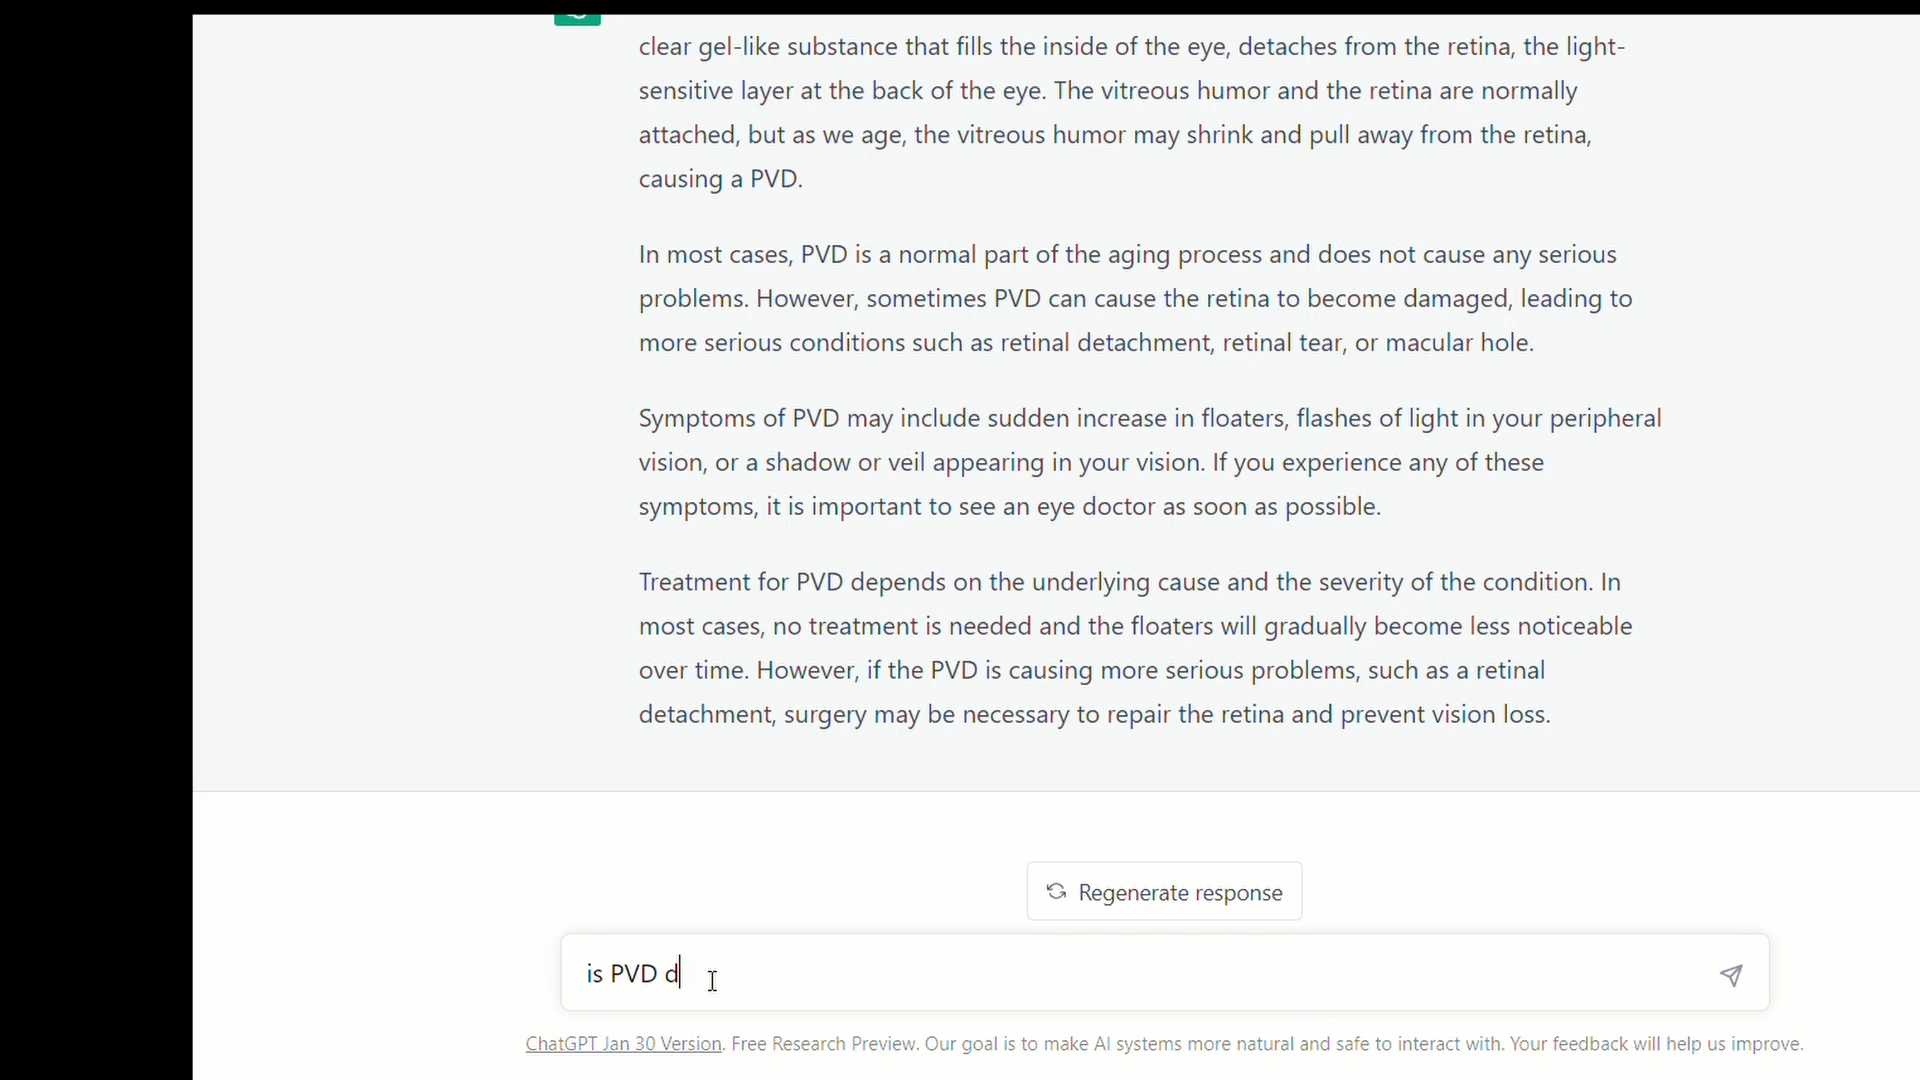 clear gel-like substance that fills the inside of the eye, detaches from the retina, the light-
sensitive layer at the back of the eye. The vitreous humor and the retina are normally
attached, but as we age, the vitreous humor may shrink and pull away from the retina,
causing a PVD.
In most cases, PVD is a normal part of the aging process and does not cause any serious
problems. However, sometimes PVD can cause the retina to become damaged, leading to
more serious conditions such as retinal detachment, retinal tear, or macular hole.
Symptoms of PVD may include sudden increase in floaters, flashes of light in your peripheral
vision, or a shadow or veil appearing in your vision. If you experience any of these
symptoms, it is important to see an eye doctor as soon as possible.
Treatment for PVD depends on the underlying cause and the severity of the condition. In
most cases, no treatment is needed and the floaters will gradually become less noticeable
over time. However, if the PVD is causing more serious problems, such as a retinal
detachment, surgery may be necessary to repair the retina and prevent vision loss.
Regenerate response
is PVD d
ChatGPT Jan 30 Version. Free Research Preview. Our goal is to make AI systems more natural and safe to interact with. Your feedback will help us improve.